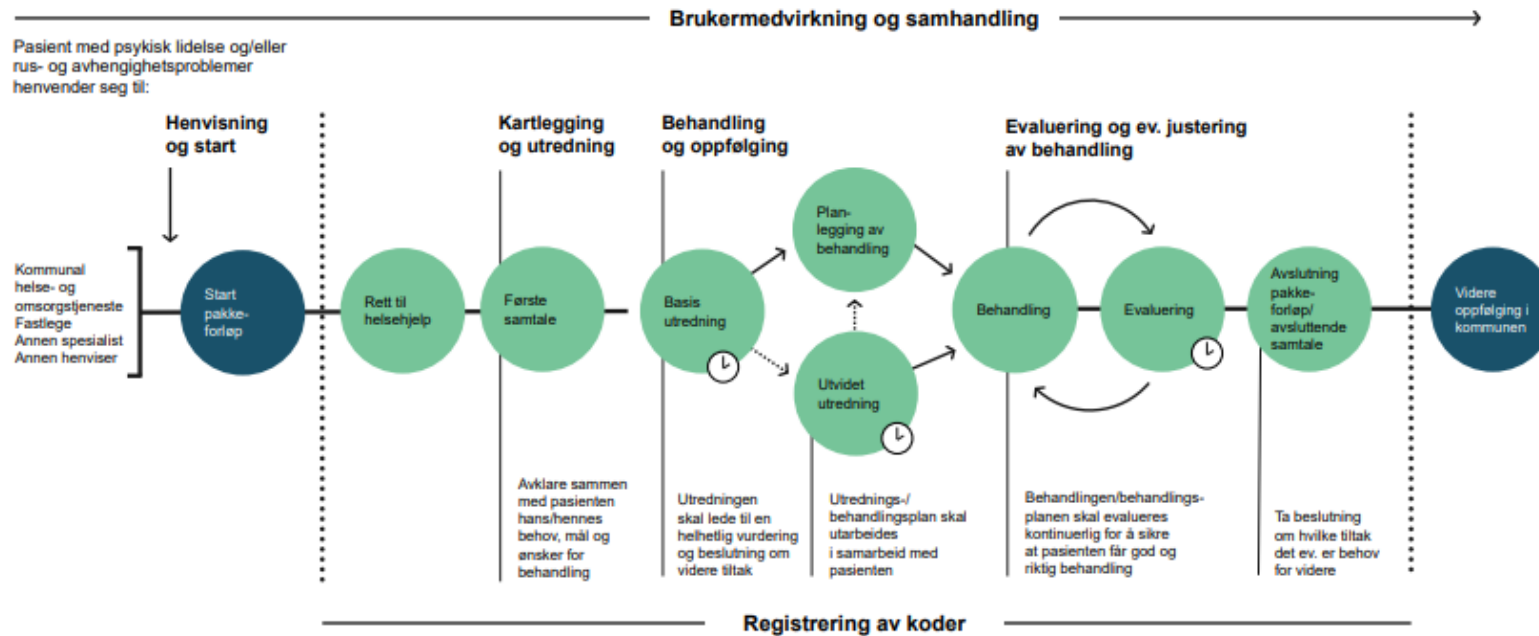 Brukermedvirkning og samhandling
Pasient med psykisk lidelse og/eller
rus- og avhengighetsproblemer
henvender seg til:
Henvisning
og start
Kartlegging
og utredning
Behandling
og oppfølging
Evaluering og ev. justering
av behandling
Kommunal
helse- og
omsorgstjeneste
Fastlege
Annen spesialist
Annen henviser
Start
pakke-
forløp
Rett til
helsehjelp
Første
samtale
Basis
utredning
Plan-
legging av
behandling
Utvidet
utredning
Behandling
Evaluering
Avslutning
pakke-
forløp/
avsluttende
samtale
Videre
oppfølging i
kommunen
Avklare sammen
med pasienten
hans/hennes
behov, mål og
ønsker for
behandling
Utredningen
skal lede til en
helhetlig vurdering
og beslutning om
videre tiltak
Utrednings-/
behandlingsplan skal
utarbeides
i samarbeid med
pasienten
Behandlingen/behandlings-
planen skal evalueres
kontinuerlig for å sikre
at pasienten får god og
riktig behandling
Ta beslutning
om hvilke tiltak
det ev. er behov
for videre
Registrering av koder